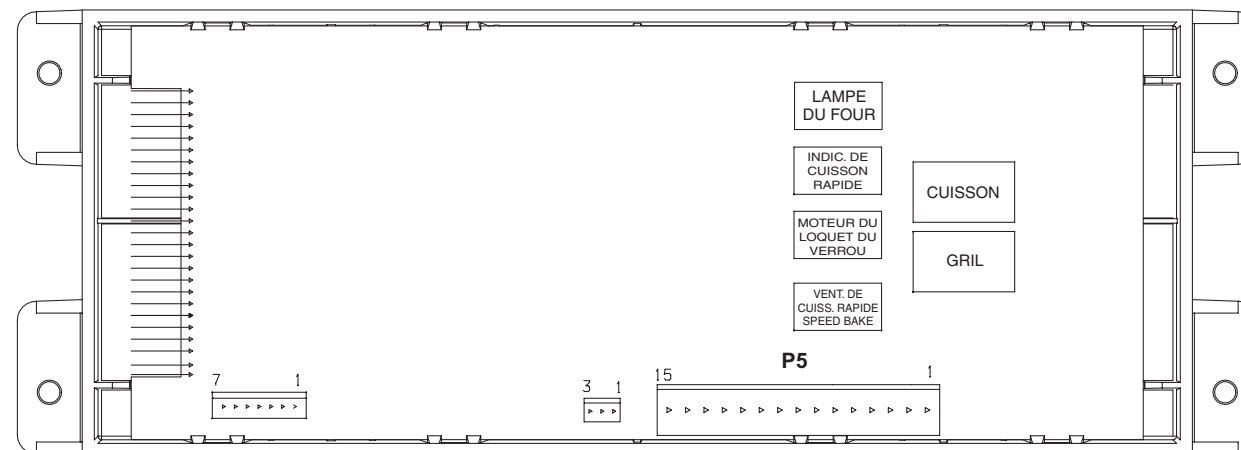 LAMPE
DU FOUR
INDIC. DE
CUISSON
RAPIDE
CUISSON
MOTEUR DU
LOQUET DU
VERROU
GRIL
VENT. DE
CUISS. RAPIDE
SPEED BAKE
P5
7 1
3 1
15 1